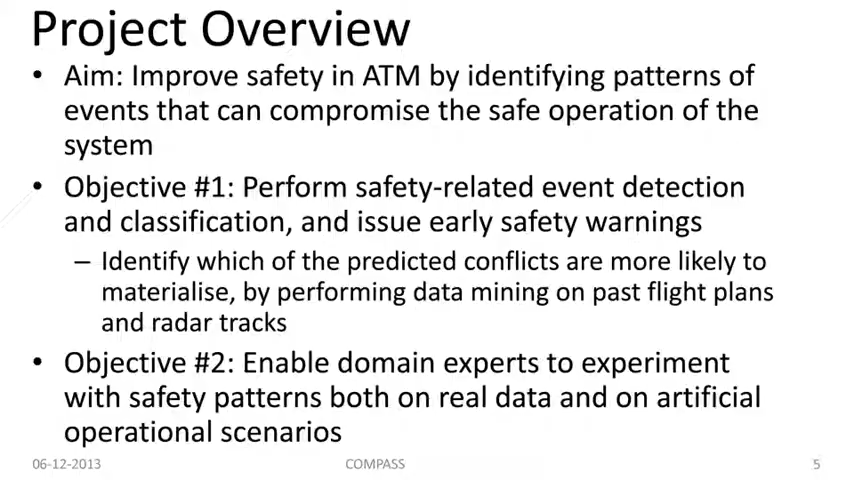 Project Overview
• Aim: Improve safety in ATM by identifying patterns of
events that can compromise the safe operation of the
system
• Objective #1: Perform safety-related event detection
and classification, and issue early safety warnings
– Identify which of the predicted conflicts are more likely to
materialise, by performing data mining on past flight plans
and radar tracks
• Objective #2: Enable domain experts to experiment
with safety patterns both on real data and on artificial
operational scenarios
06-12-2013 COMPASS 5